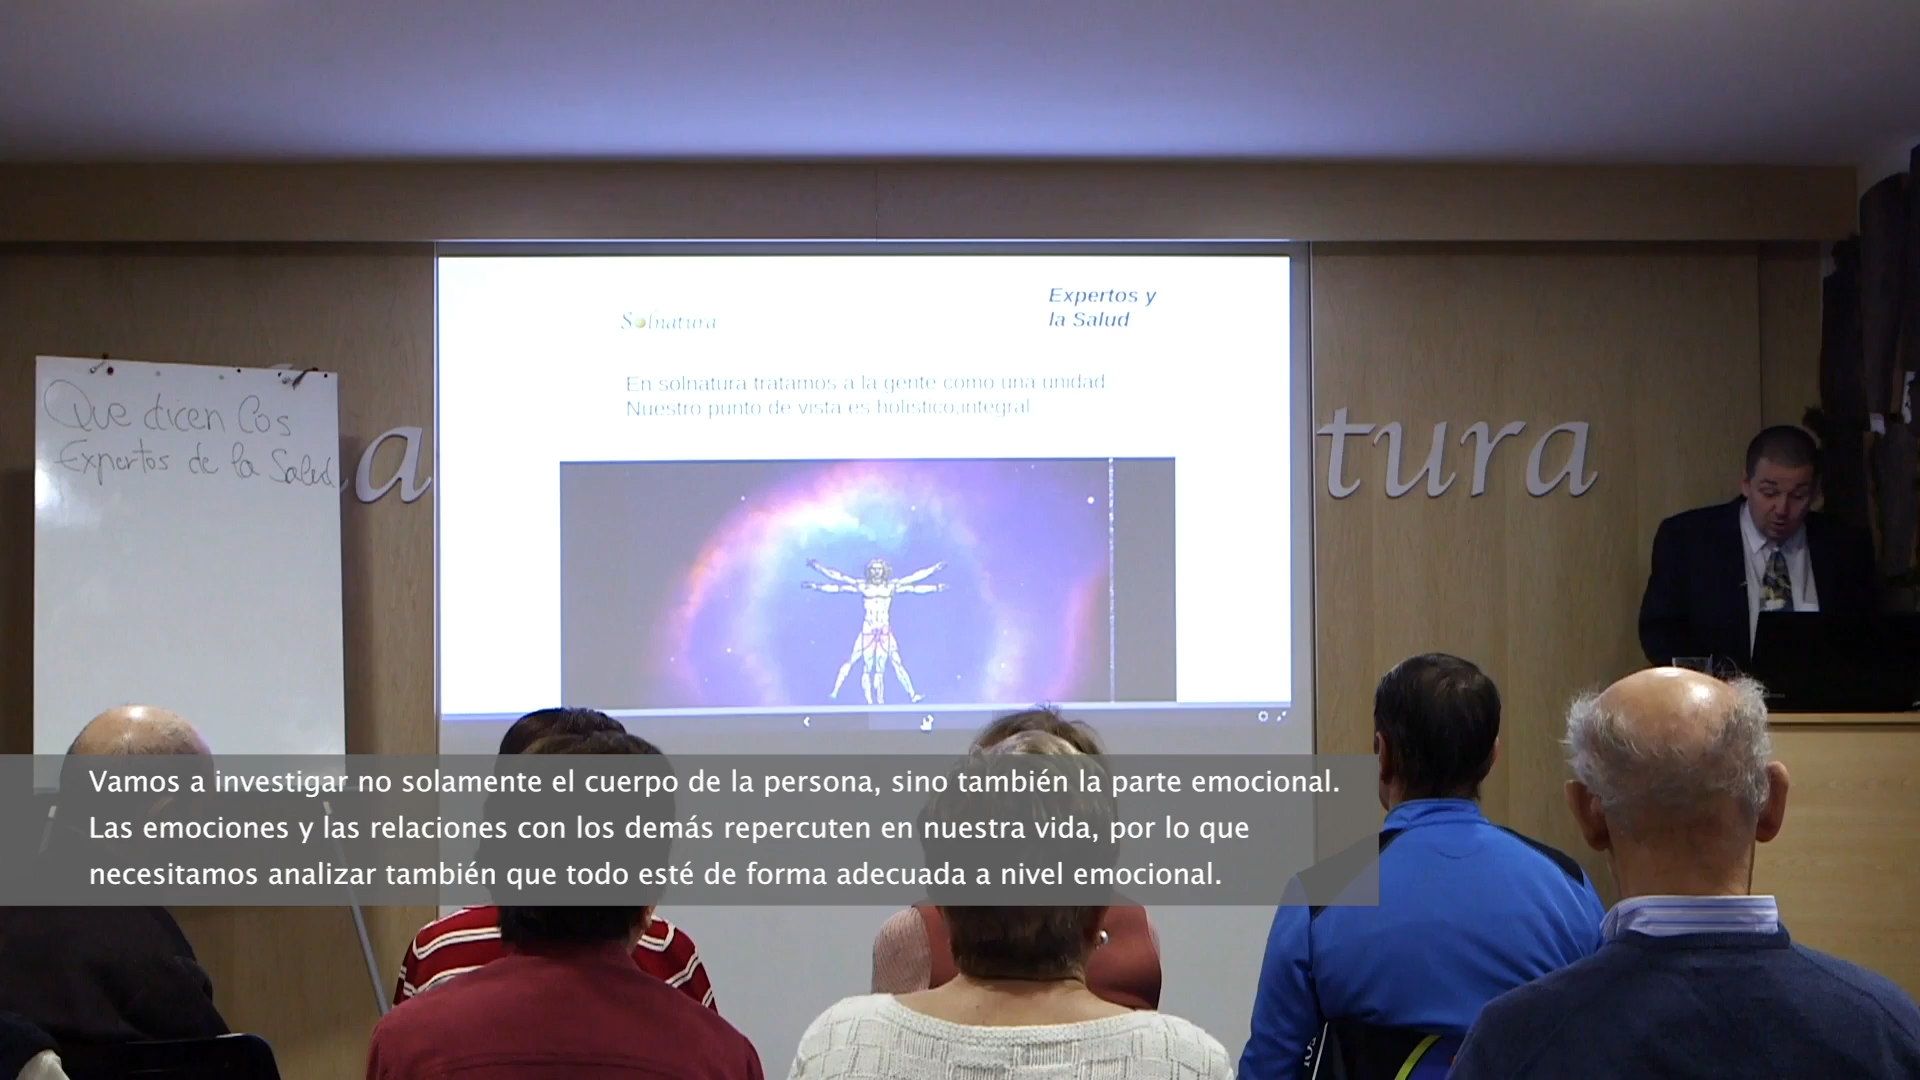 Solnatura
Expertos y
la Salud
En solnatura tratamos a la gente como una unidad.
Nuestro punto de vista es holistico,integral
Que dicen los
Expertos de la Salud
a
tura
Vamos a investigar no solamente el cuerpo de la persona, sino también la parte emocional.
Las emociones y las relaciones con los demás repercuten en nuestra vida, por lo que
necesitamos analizar también que todo esté de forma adecuada a nivel emocional.